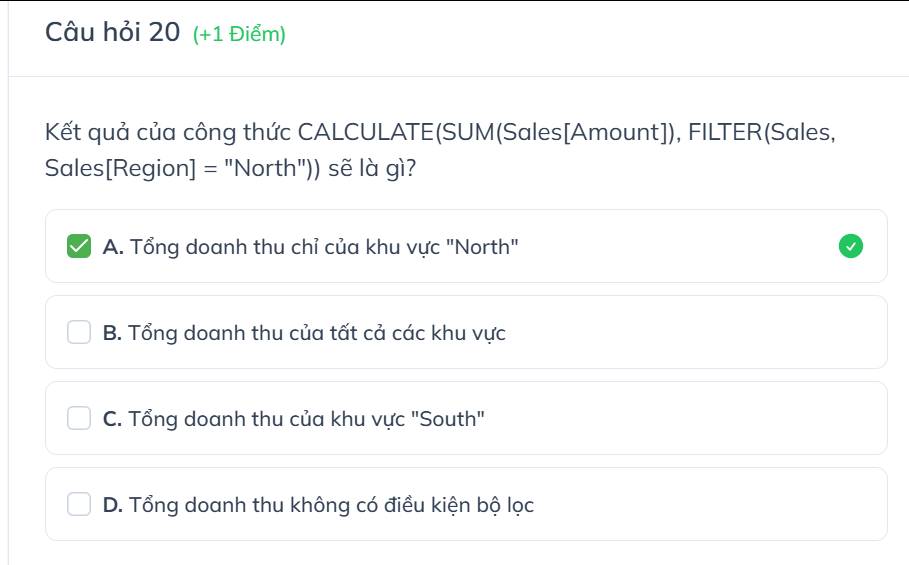 Câu hỏi 20 (+1 Điểm)
Kết quả của công thức CALCULATE(SUM(Sales[Amount]), FILTER(Sales,
Sales[Region] = "North")) sẽ là gì?
A. Tổng doanh thu chỉ của khu vực "North"
B. Tổng doanh thu của tất cả các khu vực
C. Tổng doanh thu của khu vực "South"
D. Tổng doanh thu không có điều kiện bộ lọc